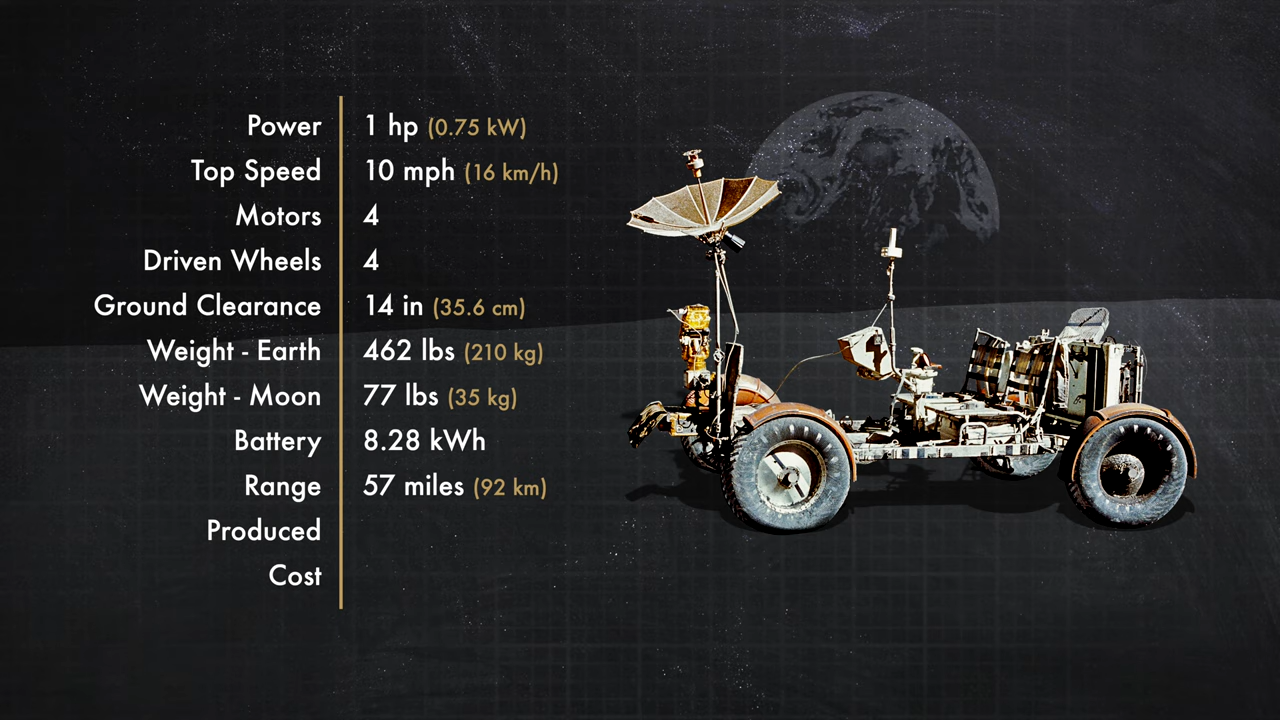 Power 1 hp (0.75 kW)
Top Speed 10 mph (16 km/h)
Motors 4
Driven Wheels 4
Ground Clearance 14 in (35.6 cm)
Weight - Earth 462 lbs (210 kg)
Weight - Moon 77 lbs (35 kg)
Battery 8.28 kWh
Range 57 miles (92 km)
Produced
Cost